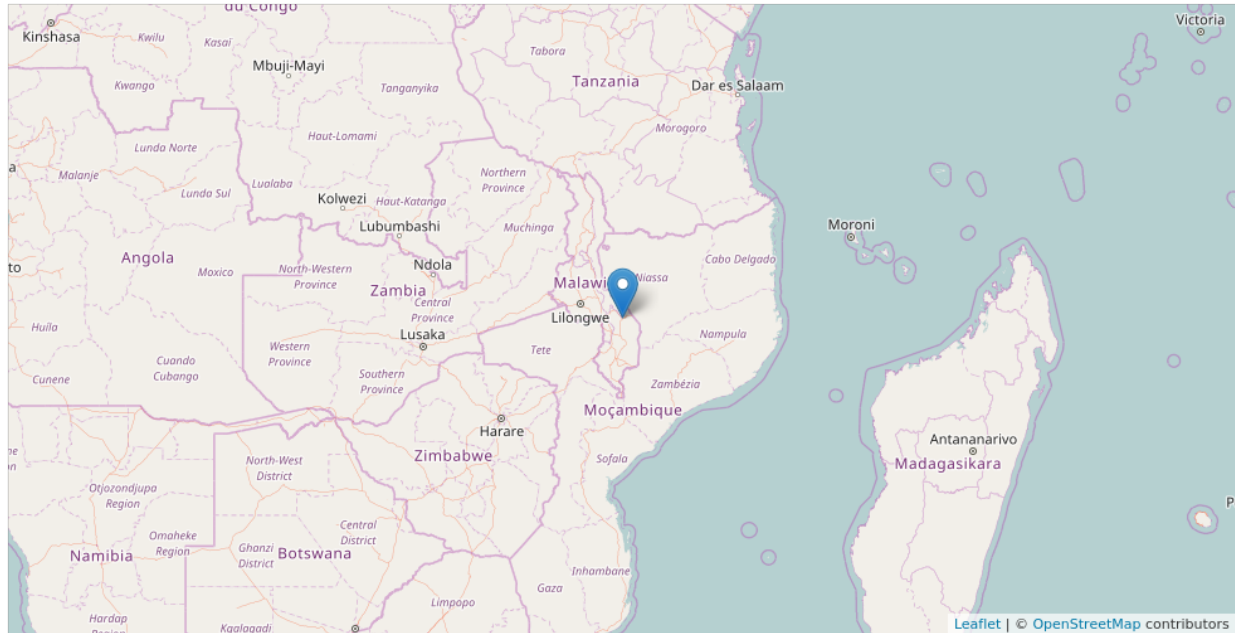 du Congo
Victoria
Kinshasa
Kwilu
Kasaï
Tabora
Mbuji-Mayi
Tanzania
Dar es Salaam
Kwango
Tanganyika
Morogoro
Haut-Lomami
Lunda Norte
a
Malanje
Lunda Sul
Lualaba
Northern
Province
Kolwezi
Haut-Katanga
Muchinga
Lubumbashi
Moroni
to
Angola
Moxico
North-Western
Province
Ndola
Cabo Delgado
Niassa
Zambia
Malawi
Central
Province
Lilongwe
Huíla
Lusaka
Nampula
Western
Province
Tete
Cuando
Cubango
Southern
Province
Cunene
Zambézia
Moçambique
Harare
Antananarivo
Madagasikara
Zimbabwe
Sofala
North-West
District
Otjozondjupa
Region
P
Omaheke
Region
Central
District
Ghanzi
District
Namibia
Botswana
Inhambane
Gaza
Limpopo
Hardap
Region
Kgalagadi
Leaflet | © OpenStreetMap contributors